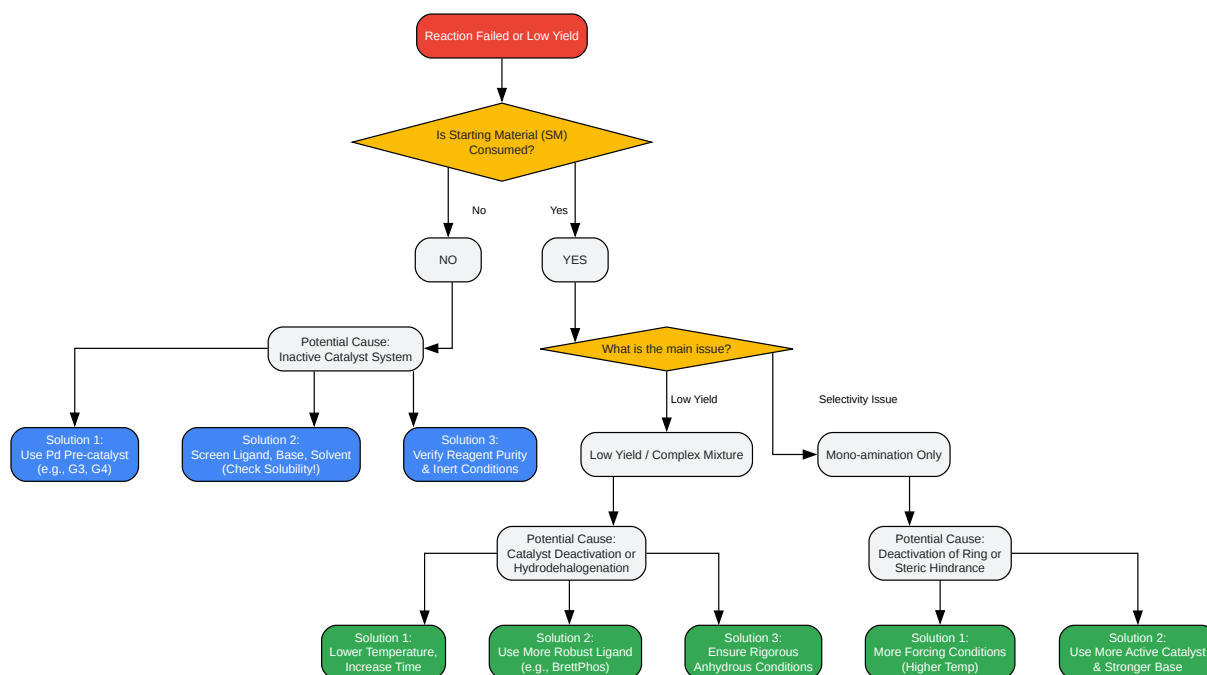 Reaction Failed or Low Yield
Is Starting Material (SM)
Consumed?
No
Yes
NO
YES
Potential Cause:
Inactive Catalyst System
What is the main issue?
Low Yield
Selectivity Issue
Solution 1:
Use Pd Pre-catalyst
(e.g., G3, G4)
Solution 2:
Screen Ligand, Base, Solvent
(Check Solubility!)
Solution 3:
Verify Reagent Purity
& Inert Conditions
Low Yield / Complex Mixture
Mono-amination Only
Potential Cause:
Catalyst Deactivation or
Hydrodehalogenation
Potential Cause:
Deactivation of Ring or
Steric Hindrance
Solution 1:
Lower Temperature,
Increase Time
Solution 2:
Use More Robust Ligand
(e.g., BrettPhos)
Solution 3:
Ensure Rigorous
Anhydrous Conditions
Solution 1:
More Forcing Conditions
(Higher Temp)
Solution 2:
Use More Active Catalyst
& Stronger Base